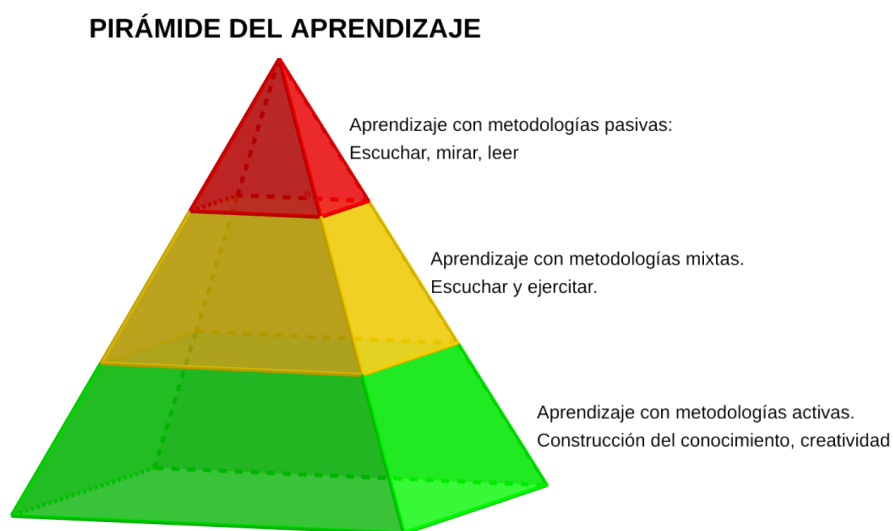 PIRÁMIDE DEL APRENDIZAJE
Aprendizaje con metodologías pasivas:
Escuchar, mirar, leer
Aprendizaje con metodologías mixtas.
Escuchar y ejercitar.
Aprendizaje con metodologías activas.
Construcción del conocimiento, creatividad